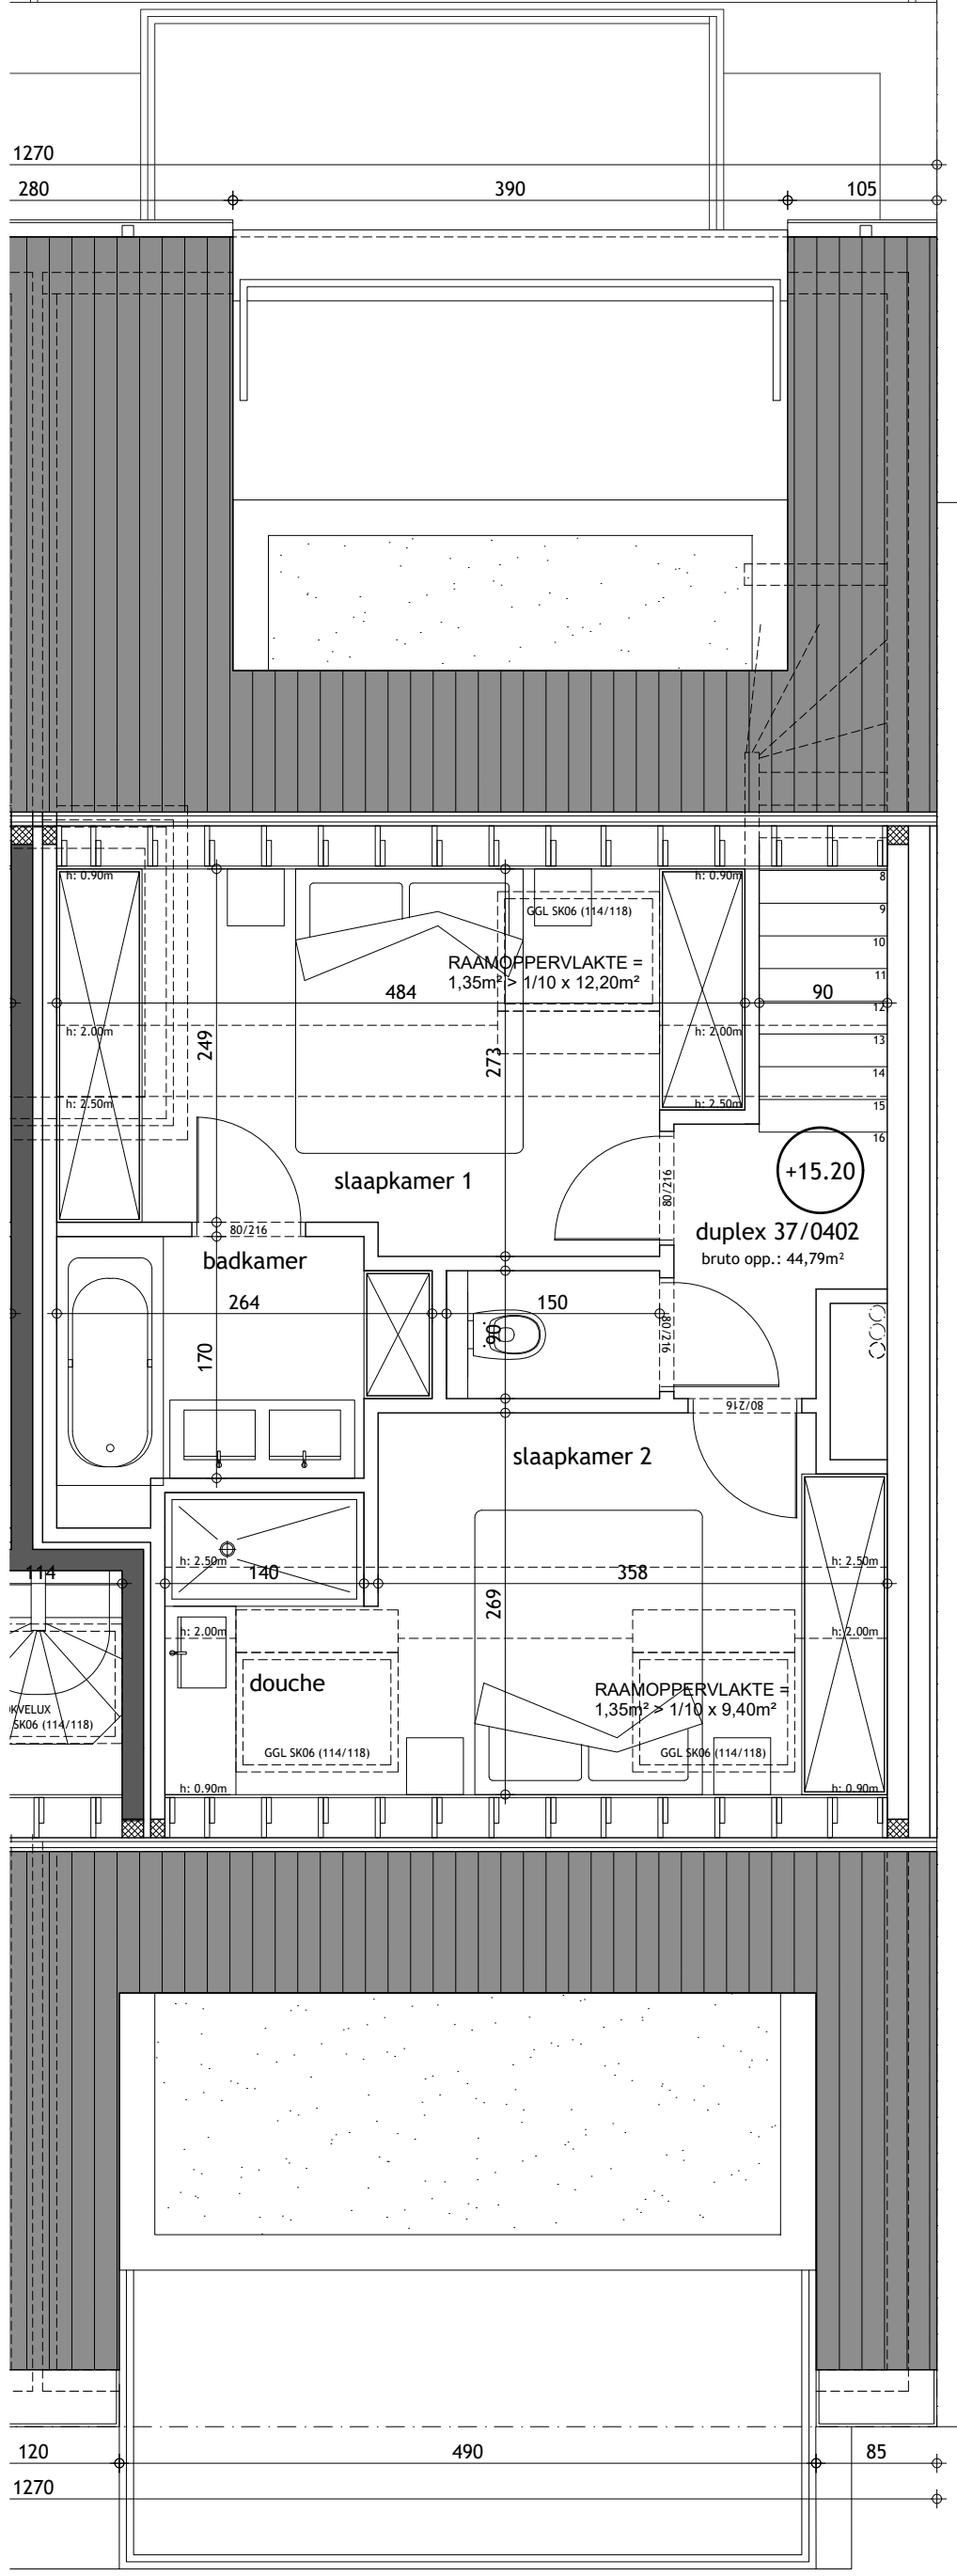 1270
280 390 105
h: 0.90m
h: 0.90m
8
GGL SK06 (114/118)
9
10
RAAMOPPERVLAKTE =
1,35m² > 1/10 x 12,20m²
11
484
90
12
h: 2.00m
h: 2.00m
249
273
13
14
h: 2.50m
h: 2.50m
15
16
+15.20
slaapkamer 1
80/216
80/216
duplex 37/0402
bruto opp.: 44,79m²
badkamer
264
150
170
90
80/216
80/216
slaapkamer 2
h: 2.50m
h: 2.50m
114
140
358
269
h: 2.00m
h: 2.00m
douche
RAAMOPPERVLAKTE =
1,35m² > 1/10 x 9,40m²
KVELUX
SK06 (114/118)
GGL SK06 (114/118)
GGL SK06 (114/118)
h: 0.90m
h: 0.90m
120 490 85
1270